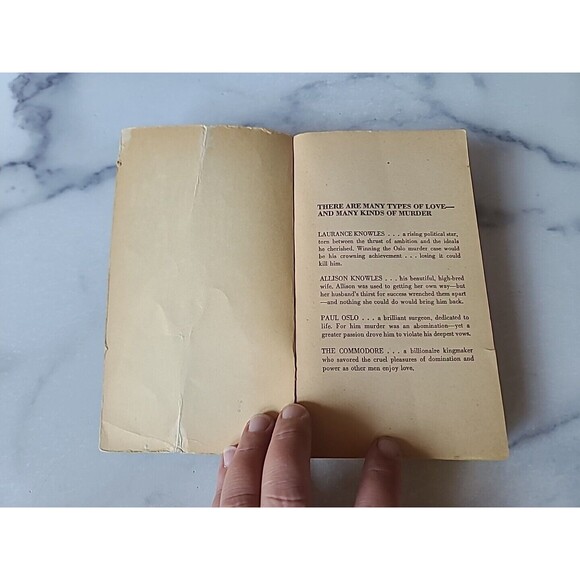 THERE ARE MANY TYPES OF LOVE—
AND MANY KINDS OF MURDER
LAURANCE KNOWLES . . . a rising political star,
torn between the thrust of ambition and the ideals
he cherished. Winning the Oslo murder case would
be his crowning achievement . . . losing it could
kill him.
ALLISON KNOWLES . . . his beautiful, high-bred
wife, Allison was used to getting her own way—but
her husband's thirst for success wrenched them apart
—and nothing she could do would bring him back.
PAUL OSLO . . . a brilliant surgeon, dedicated to
life. For him murder was an abomination—yet a
greater passion drove him to violate his deepest vows.
THE COMMODORE . . . a billionaire kingmaker
who savored the cruel pleasures of domination and
power as other men enjoy love.